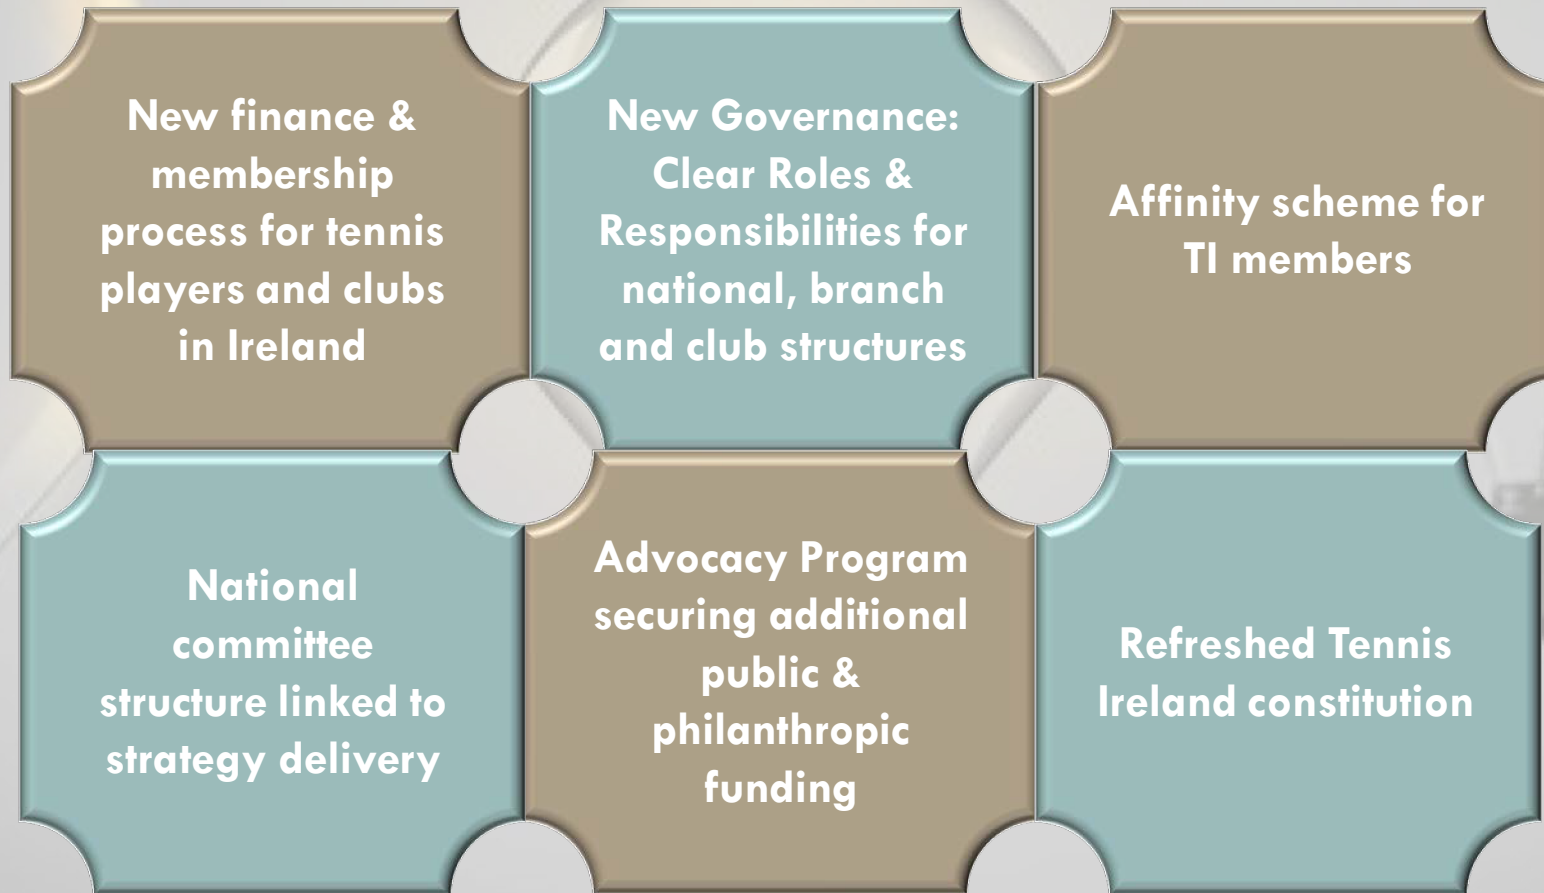 New finance &
membership
process for tennis
players and clubs
in Ireland
New Governance:
Clear Roles &
Responsibilities for
national, branch
and club structures
Affinity scheme for
TI members
National
committee
structure linked to
strategy delivery
Advocacy Program
securing additional
public &
philanthropic
funding
Refreshed Tennis
Ireland constitution